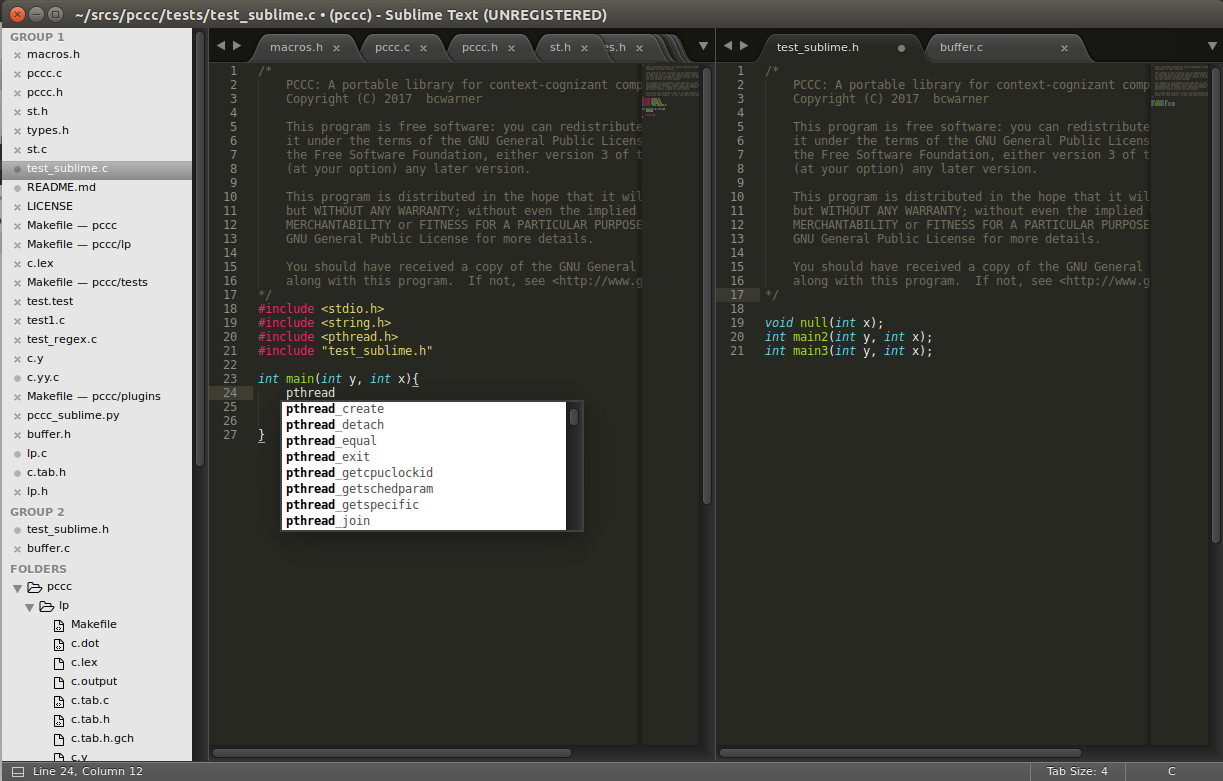 ~/srcs/pccc/tests/test_sublime.c • (pccc) - Sublime Text (UNREGISTERED)
GROUP 1
macros.h
pccc.c
pccc.h
st.h
types.h
st.c
test_sublime.c
README.md
LICENSE
Makefile — pccc
Makefile — pccc/lp
c.lex
Makefile — pccc/tests
test.test
test1.c
test_regex.c
c.y
c.yy.c
Makefile — pccc/plugins
pccc_sublime.py
buffer.h
lp.c
c.tab.h
lp.h
GROUP 2
test_sublime.h
buffer.c
FOLDERS
pccc
lp
Makefile
c.dot
c.lex
c.output
c.tab.c
c.tab.h
c.tab.h.gch
c.y
macros.h pccc.c pccc.h st.h es.h
1 /*
2 PCCC: A portable library for context-cognizant comp
3 Copyright (C) 2017 bcwarner
4
5 This program is free software: you can redistribute
6 it under the terms of the GNU General Public Licens
7 the Free Software Foundation, either version 3 of t
8 (at your option) any later version.
9
10 This program is distributed in the hope that it wil
11 but WITHOUT ANY WARRANTY; without even the implied
12 MERCHANTABILITY or FITNESS FOR A PARTICULAR PURPOSE
13 GNU General Public License for more details.
14
15 You should have received a copy of the GNU General
16 along with this program. If not, see <http://www.g
17 */
18 #include <stdio.h>
19 #include <string.h>
20 #include <pthread.h>
21 #include "test_sublime.h"
22
23 int main(int y, int x){
24 pthread
25
26
27 }
pthread_create
pthread_detach
pthread_equal
pthread_exit
pthread_getcpuclockid
pthread_getschedparam
pthread_getspecific
pthread_join
test_sublime.h buffer.c
1 /*
2 PCCC: A portable library for context-cognizant comp
3 Copyright (C) 2017 bcwarner
4
5 This program is free software: you can redistribute
6 it under the terms of the GNU General Public Licens
7 the Free Software Foundation, either version 3 of t
8 (at your option) any later version.
9
10 This program is distributed in the hope that it wil
11 but WITHOUT ANY WARRANTY; without even the implied
12 MERCHANTABILITY or FITNESS FOR A PARTICULAR PURPOSE
13 GNU General Public License for more details.
14
15 You should have received a copy of the GNU General
16 along with this program. If not, see <http://www.g
17 */
18
19 void null(int x);
20 int main2(int y, int x);
21 int main3(int y, int x);
Line 24, Column 12
Tab Size: 4
C